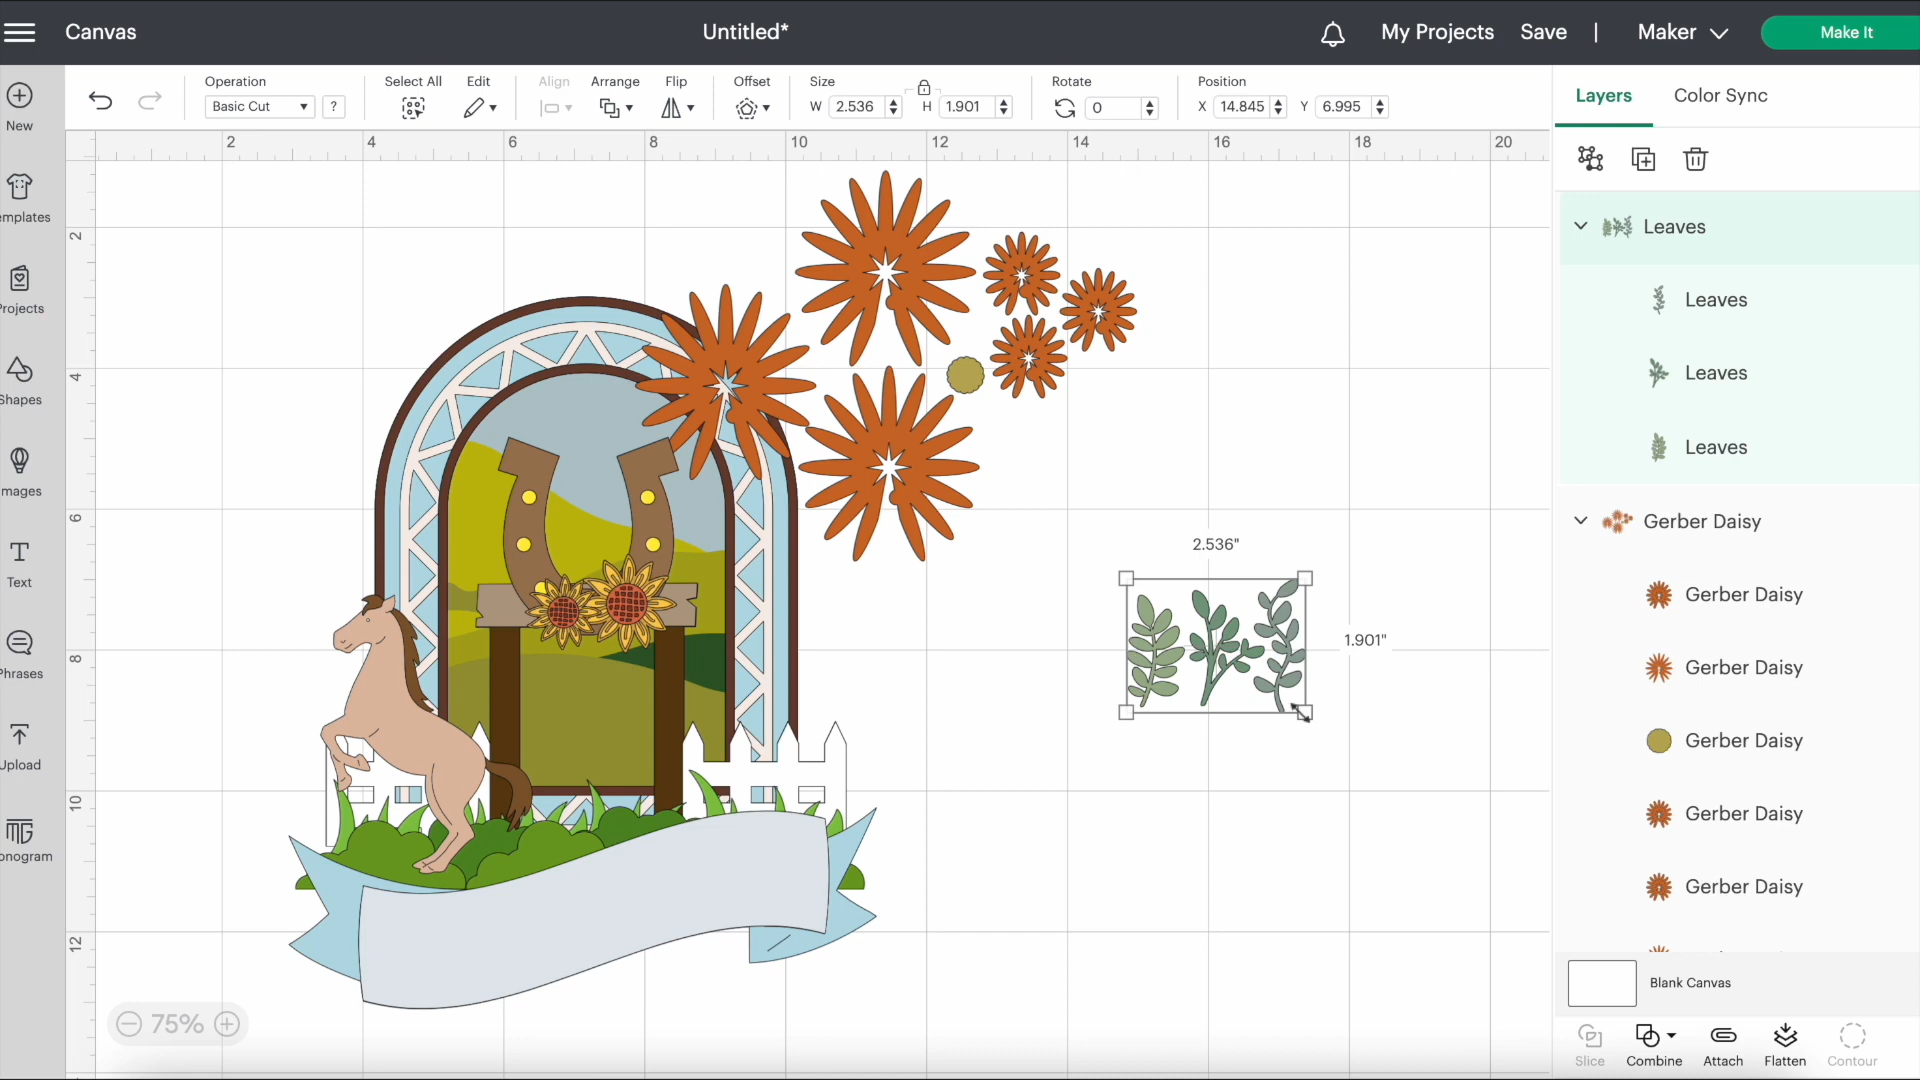 Canvas
Untitled*
My Projects
Save
|
Maker
Make It
Operation
Basic Cut
?
Select All
Edit
Align
Arrange
Flip
Offset
Size
W 2.536
H 1.901
Rotate
0
Position
X 14.845
Y 6.995
Layers
Color Sync
New
emplates
Projects
Shapes
mages
Text
Phrases
Upload
onogram
2
4
6
8
10
12
14
16
18
20
2
4
6
8
10
12
2.536"
1.901"
75%
Leaves
Leaves
Leaves
Leaves
Gerber Daisy
Gerber Daisy
Gerber Daisy
Gerber Daisy
Gerber Daisy
Gerber Daisy
Blank Canvas
Slice
Combine
Attach
Flatten
Contour